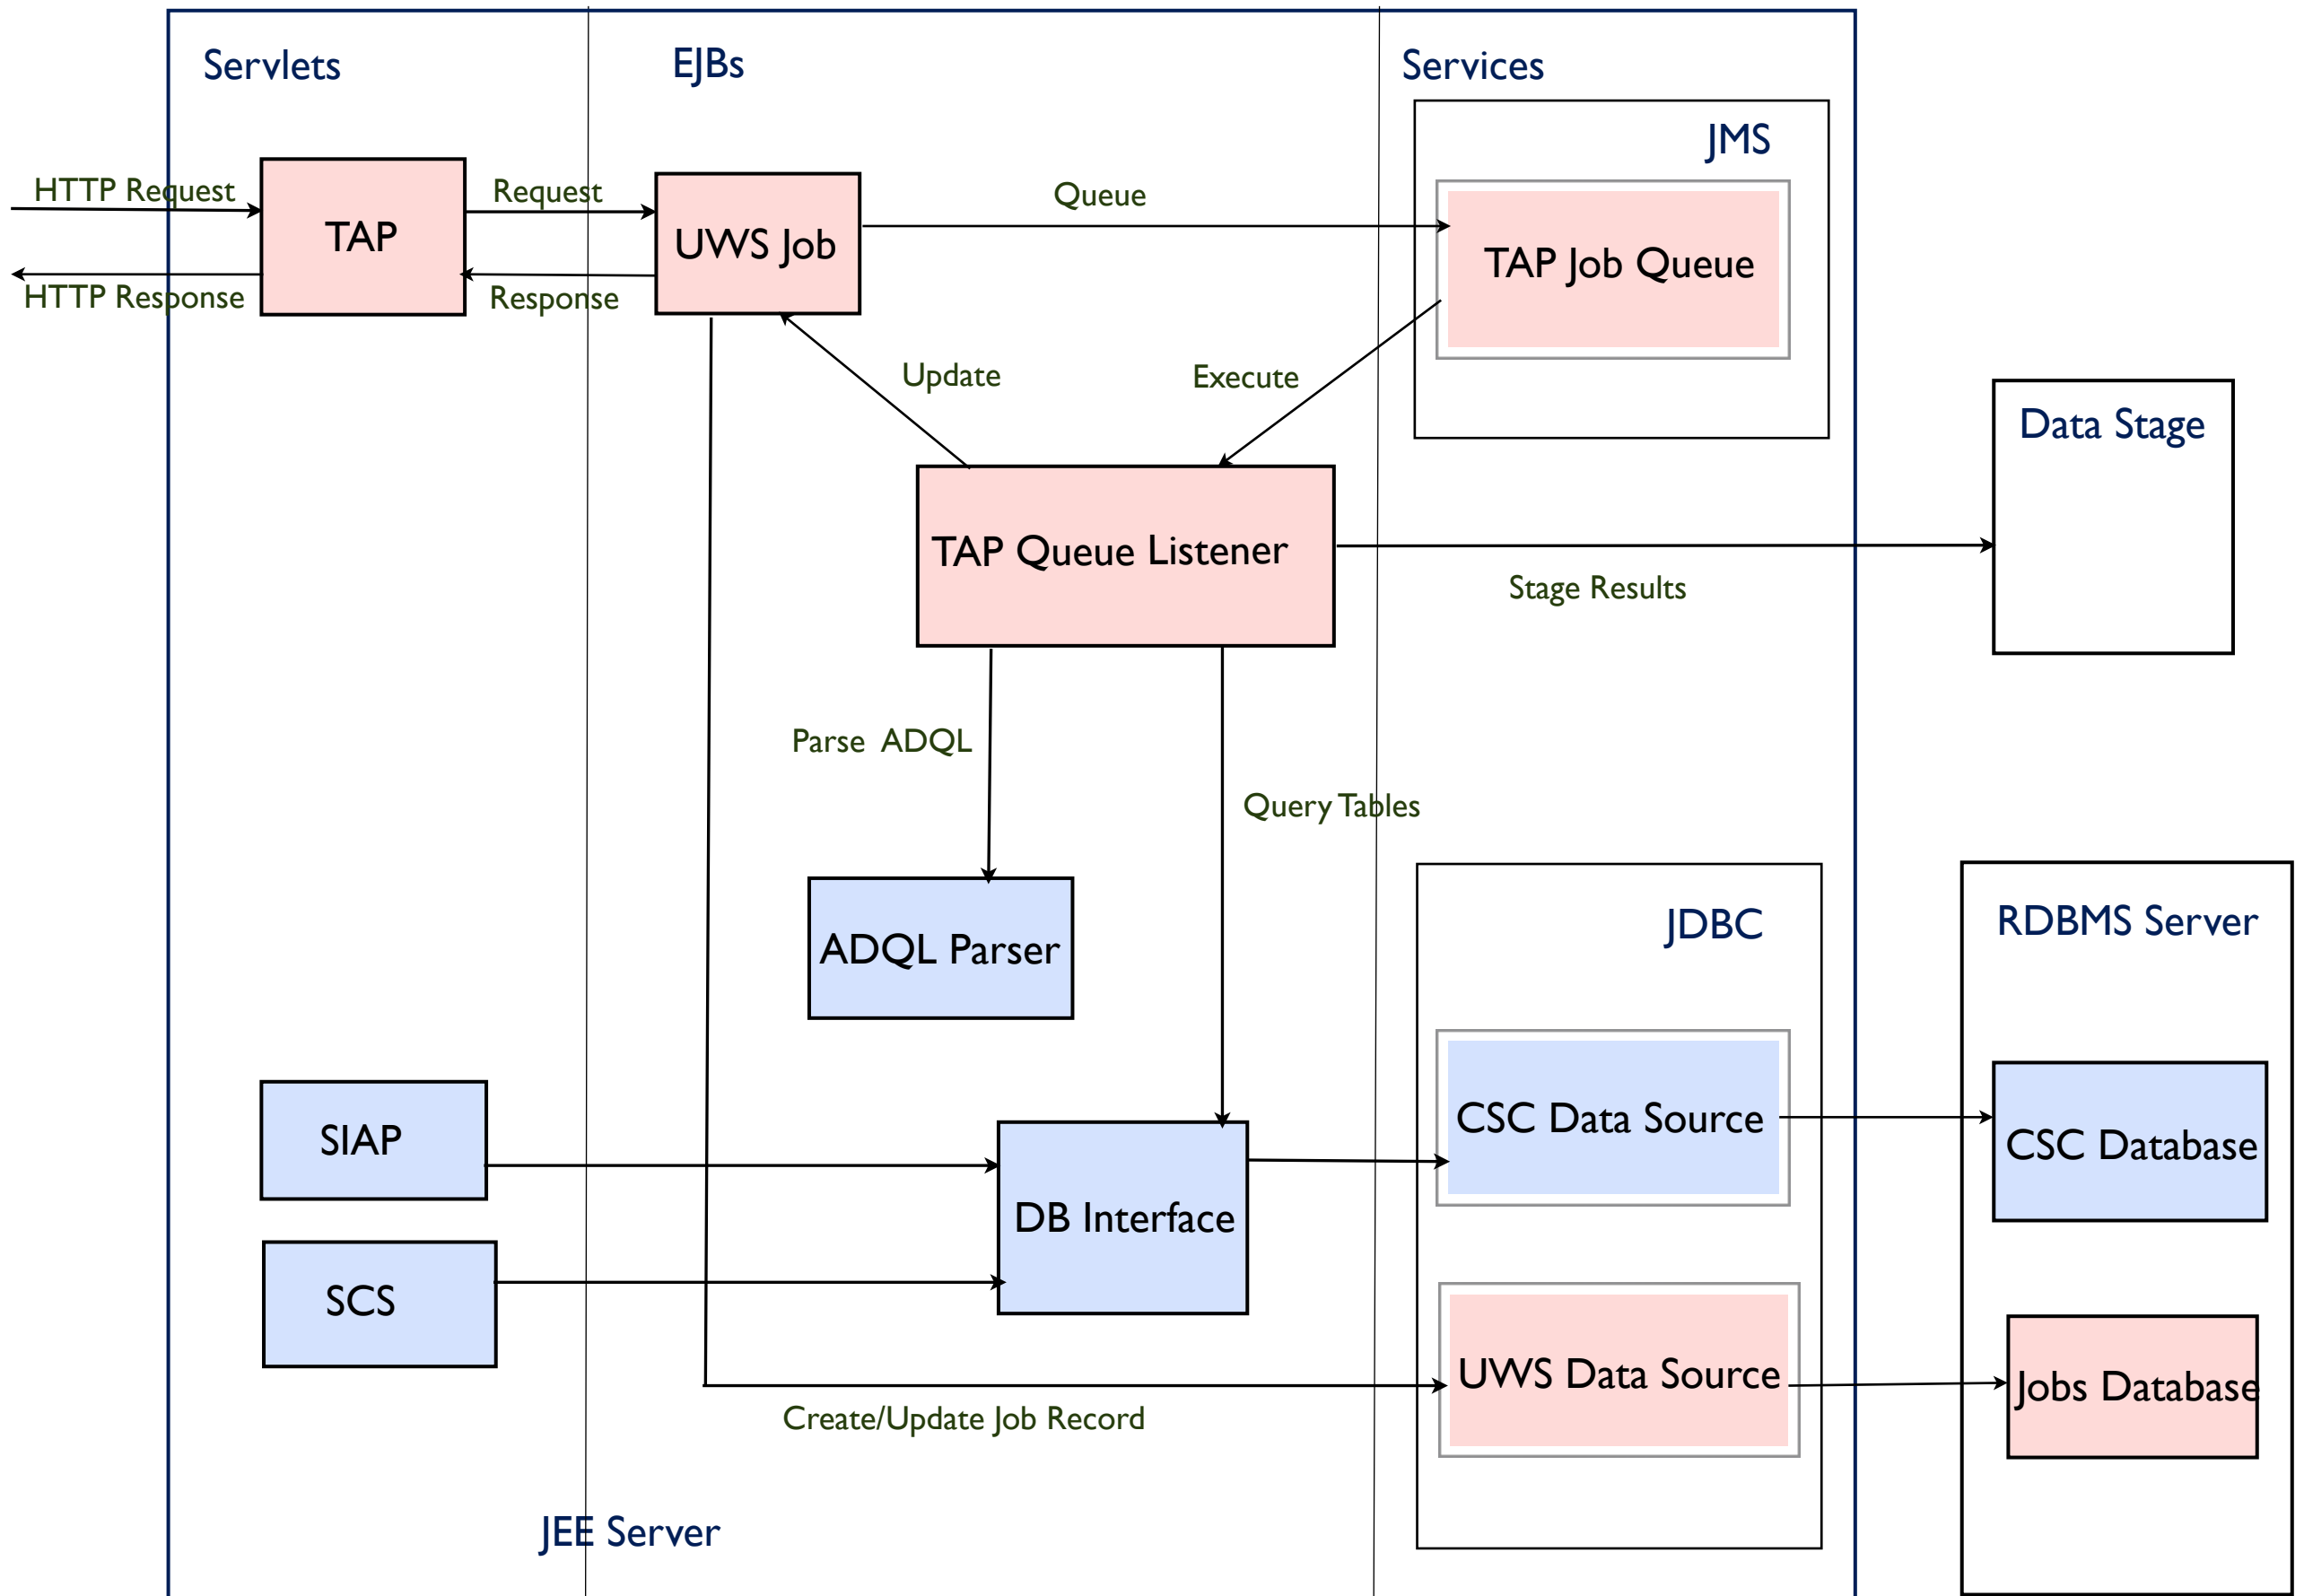 Servlets
EJBs
Services
JMS
HTTP Request
Request
Queue
TAP
UWS Job
TAP Job Queue
HTTP Response
Response
Update
Execute
Data Stage
TAP Queue Listener
Stage Results
Parse ADQL
Query Tables
JDBC
RDBMS Server
ADQL Parser
SIAP
CSC Data Source
CSC Database
DB Interface
SCS
UWS Data Source
Jobs Database
Create/Update Job Record
JEE Server